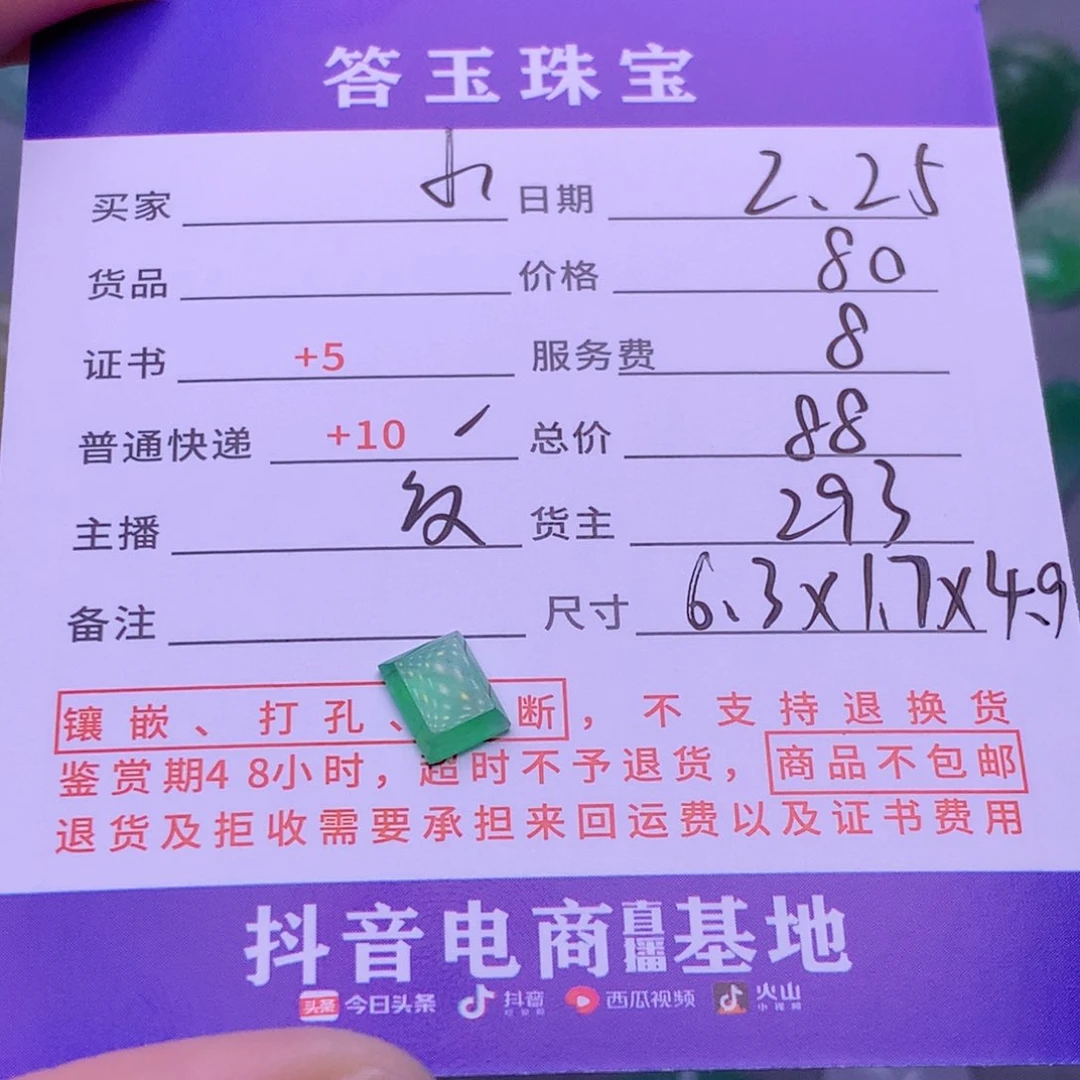 答玉珠宝
买家 日期 2.25
货品 价格 80
证书 +5 服务费 8
普通快递 +10 总价 88
主播 货主 293
备注 尺寸 6.3x1.7x4.9
镶嵌、打孔、断,不支持退换货
鉴赏期48小时,超时不予退货,商品不包邮
退货及拒收需要承担来回运费以及证书费用
抖音电商直播基地
头条 今日头条 抖音 西瓜视频 火山